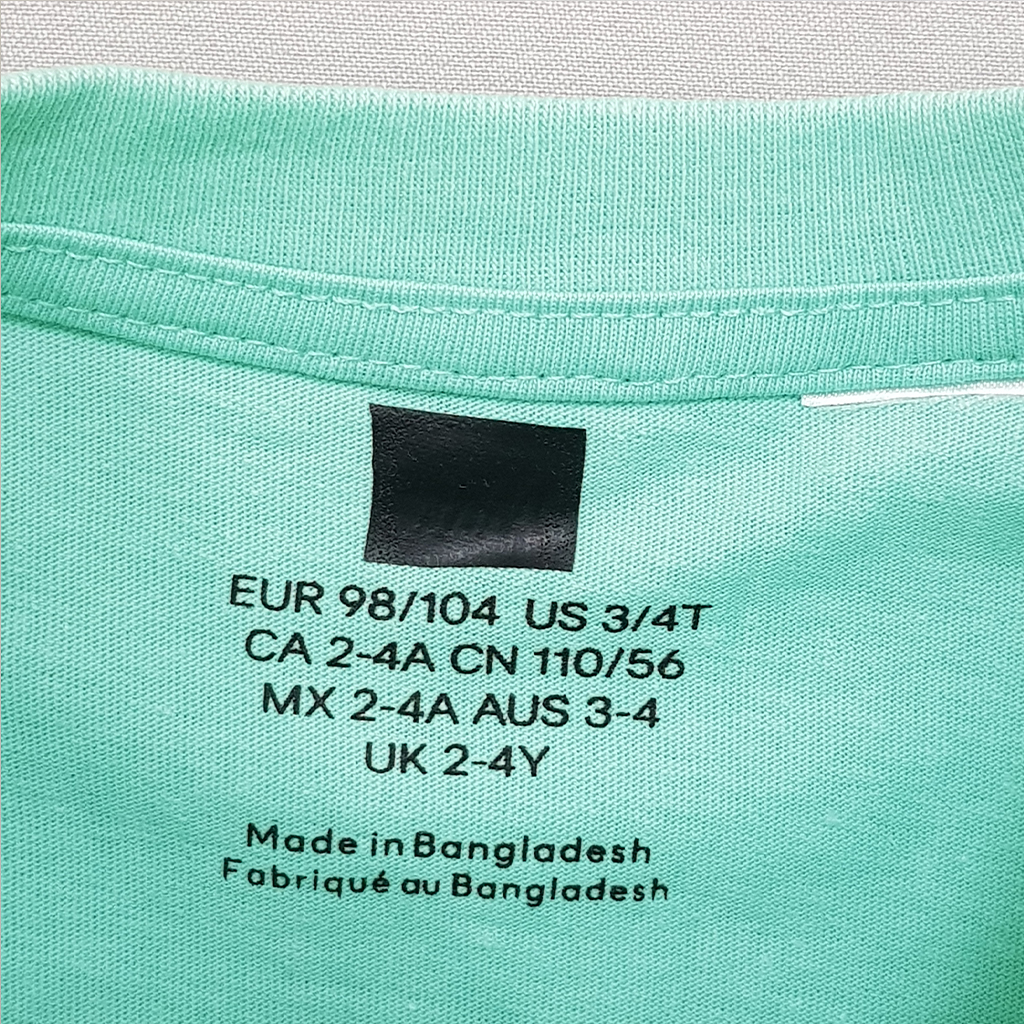 EUR 98/104 US 3/4T
CA 2-4A CN 110/56
MX 2-4A AUS 3-4
UK 2-4Y
Made in Bangladesh
Fabriqué au Bangladesh